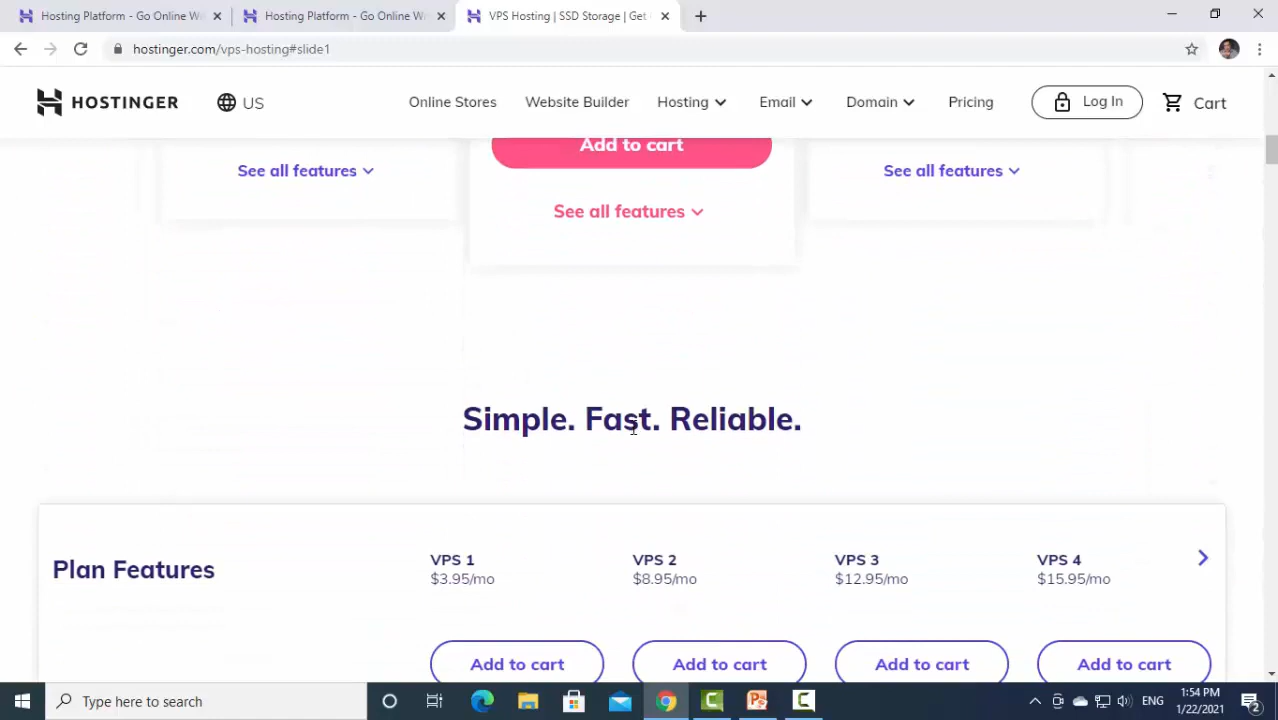 Hosting Platform - Go Online Wi
Hosting Platform - Go Online Wi
VPS Hosting | SSD Storage | Get
hostinger.com/vps-hosting#slide1
HOSTINGER
US
Online Stores
Website Builder
Hosting
Email
Domain
Pricing
Log In
Cart
Add to cart
See all features
See all features
See all features
Simple. Fast. Reliable.
Plan Features
VPS 1
$3.95/mo
VPS 2
$8.95/mo
VPS 3
$12.95/mo
VPS 4
$15.95/mo
Add to cart
Add to cart
Add to cart
Add to cart
Type here to search
ENG
1:54 PM
1/22/2021
2